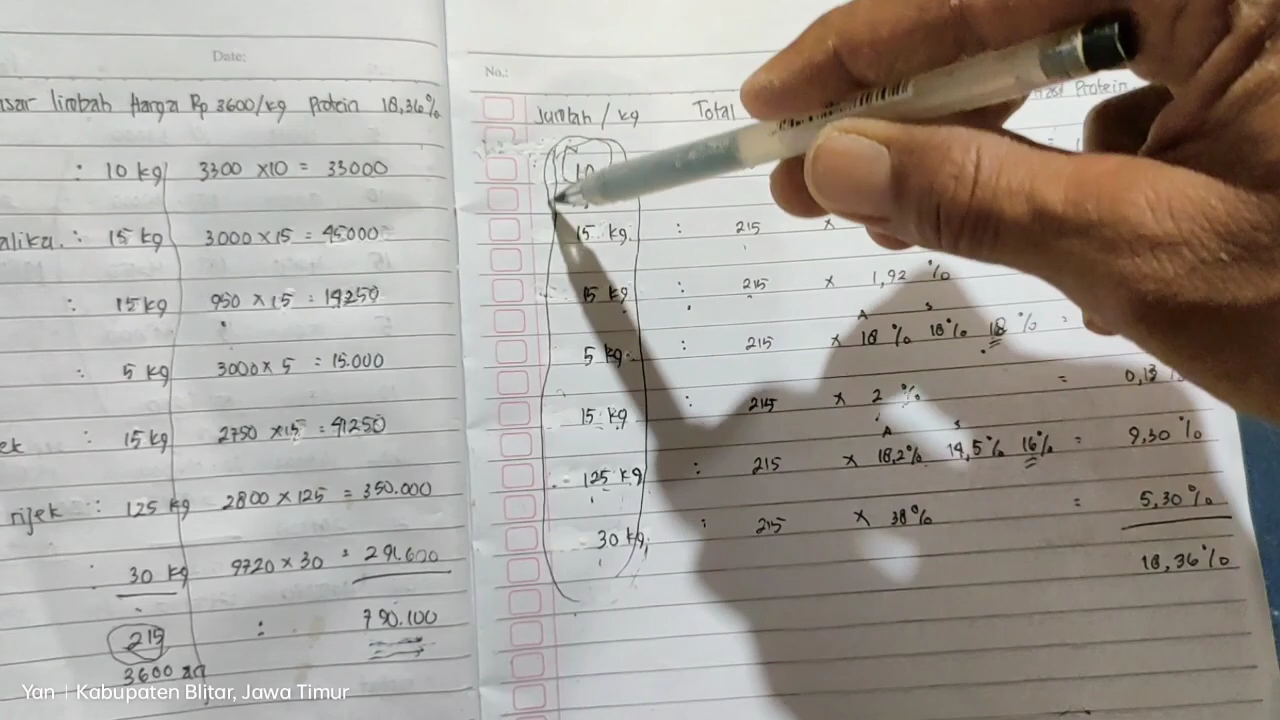 Date:
sar limbah Harga Rp 3600/kg Protein 18,36%
: 10 kg 3300 x10 = 33000
alika. : 15 kg 3000 x 15 = 45000
: 15 kg 950 x 15 = 14250
: 5 kg 3000 x 5 = 15.000
ek : 15 kg 2750 x 15 = 41250
rijek : 125 kg 2800 x 125 = 350.000
: 30 kg 9720 x 30 = 291.600
215 : 790.100
3600
No.:
Jumlah / kg Total Protein
10
15 kg : 215 x
15 kg : 215 x 1,92 %
A S
5 kg : 215 x 18 % 18 % 18 % =
15 kg : 215 x 2 % = 0,13
A S
125 kg : 215 x 18,2% 14,5% 16% = 9,30 %
30 kg : 215 x 38% = 5,30 %
18,36 %
Yan | Kabupaten Blitar, Jawa Timur